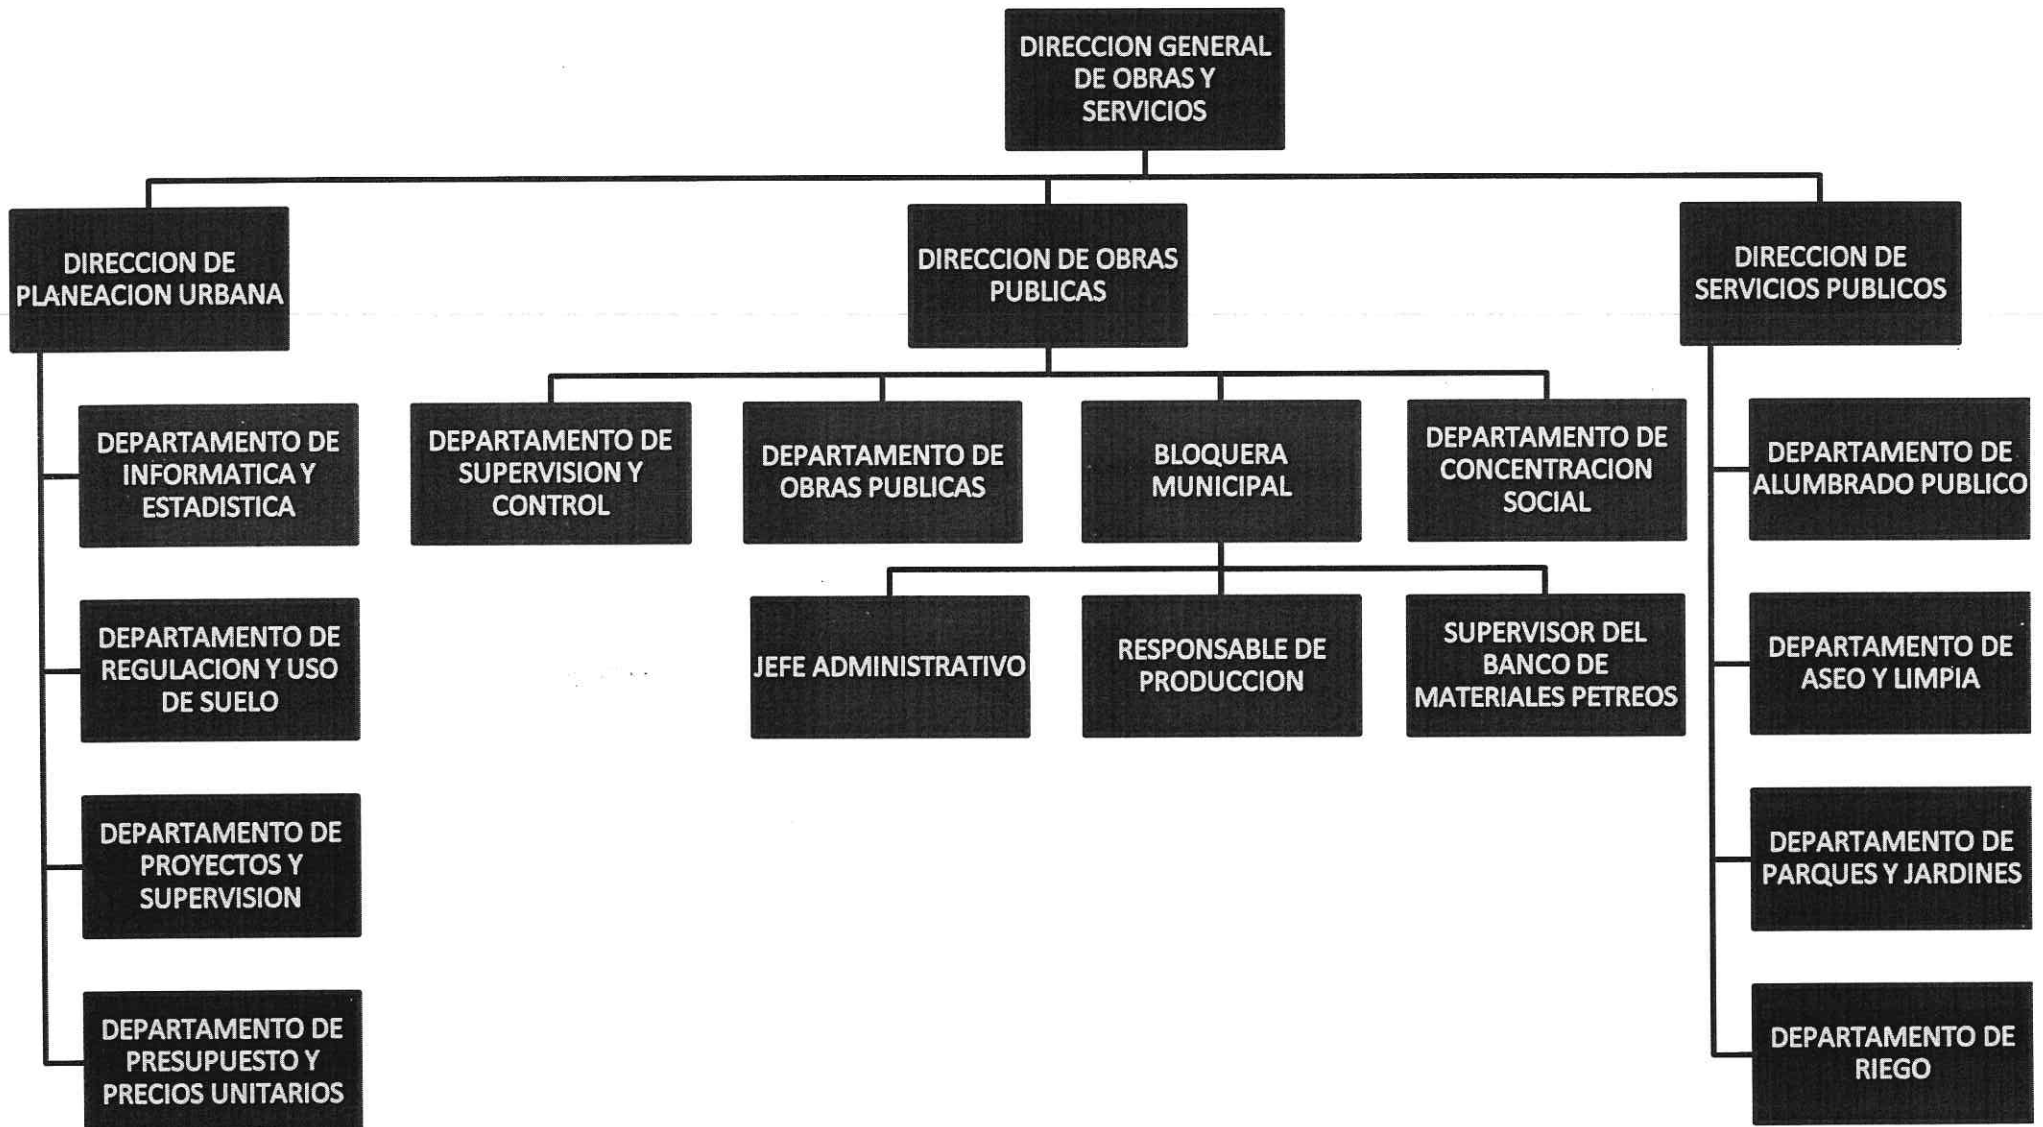 DIRECCION GENERAL
DE OBRAS Y
SERVICIOS
DIRECCION DE
PLANEACION URBANA
DIRECCION DE OBRAS
PUBLICAS
DIRECCION DE
SERVICIOS PUBLICOS
DEPARTAMENTO DE
INFORMATICA Y
ESTADISTICA
DEPARTAMENTO DE
SUPERVISION Y
CONTROL
DEPARTAMENTO DE
OBRAS PUBLICAS
BLOQUERA
MUNICIPAL
DEPARTAMENTO DE
CONCENTRACION
SOCIAL
DEPARTAMENTO DE
ALUMBRADO PUBLICO
DEPARTAMENTO DE
REGULACION Y USO
DE SUELO
JEFE ADMINISTRATIVO
RESPONSABLE DE
PRODUCCION
SUPERVISOR DEL
BANCO DE
MATERIALES PETREOS
DEPARTAMENTO DE
ASEO Y LIMPIA
DEPARTAMENTO DE
PROYECTOS Y
SUPERVISION
DEPARTAMENTO DE
PARQUES Y JARDINES
DEPARTAMENTO DE
PRESUPUESTO Y
PRECIOS UNITARIOS
DEPARTAMENTO DE
RIEGO